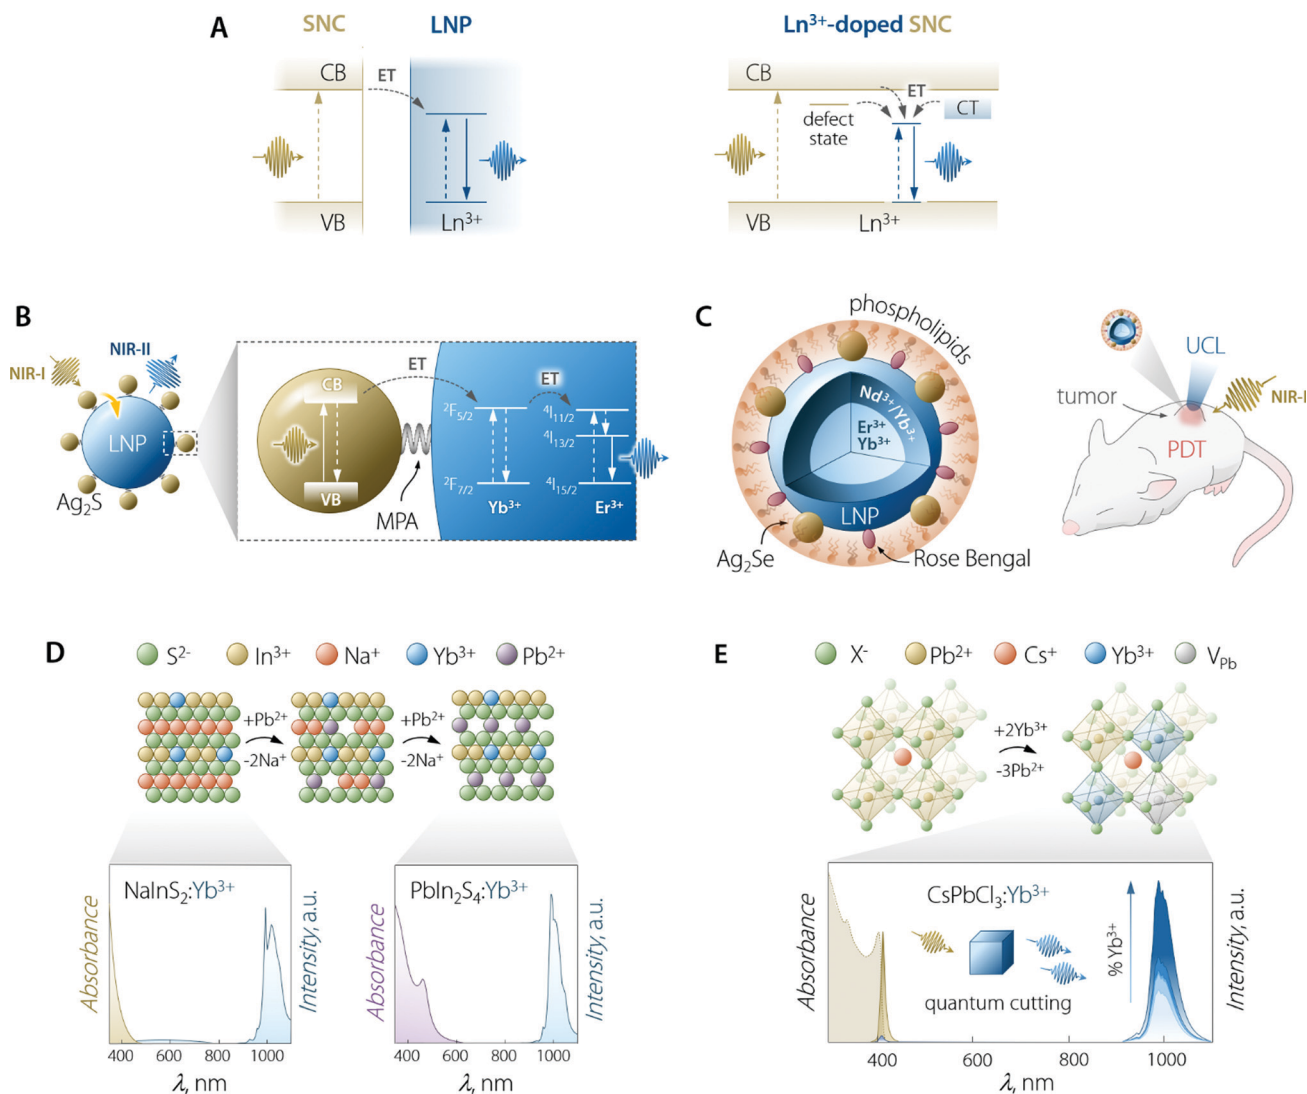 A
SNC
LNP
CB
ET
VB
Ln³⁺
Ln³⁺-doped SNC
CB
ET
CT
defect
state
VB
Ln³⁺
B
NIR-I
NIR-II
LNP
Ag₂S
CB
VB
ET
MPA
²F₅/₂
²F₇/₂
Yb³⁺
ET
⁴I₁₁/₂
⁴I₁₃/₂
⁴I₁₅/₂
Er³⁺
C
phospholipids
Nd³⁺/Yb³⁺
Er³⁺
Yb³⁺
LNP
Ag₂Se
Rose Bengal
UCL
NIR-I
tumor
PDT
D
S²⁻
In³⁺
Na⁺
Yb³⁺
Pb²⁺
+Pb²⁺
-2Na⁺
+Pb²⁺
-2Na⁺
NaInS₂:Yb³⁺
Absorbance
Intensity, a.u.
400
600
800
1000
λ, nm
PbIn₂S₄:Yb³⁺
Absorbance
Intensity, a.u.
400
600
800
1000
λ, nm
E
X⁻
Pb²⁺
Cs⁺
Yb³⁺
V_Pb
+2Yb³⁺
-3Pb²⁺
CsPbCl₃:Yb³⁺
quantum cutting
% Yb³⁺
Absorbance
Intensity, a.u.
400
600
800
1000
λ, nm